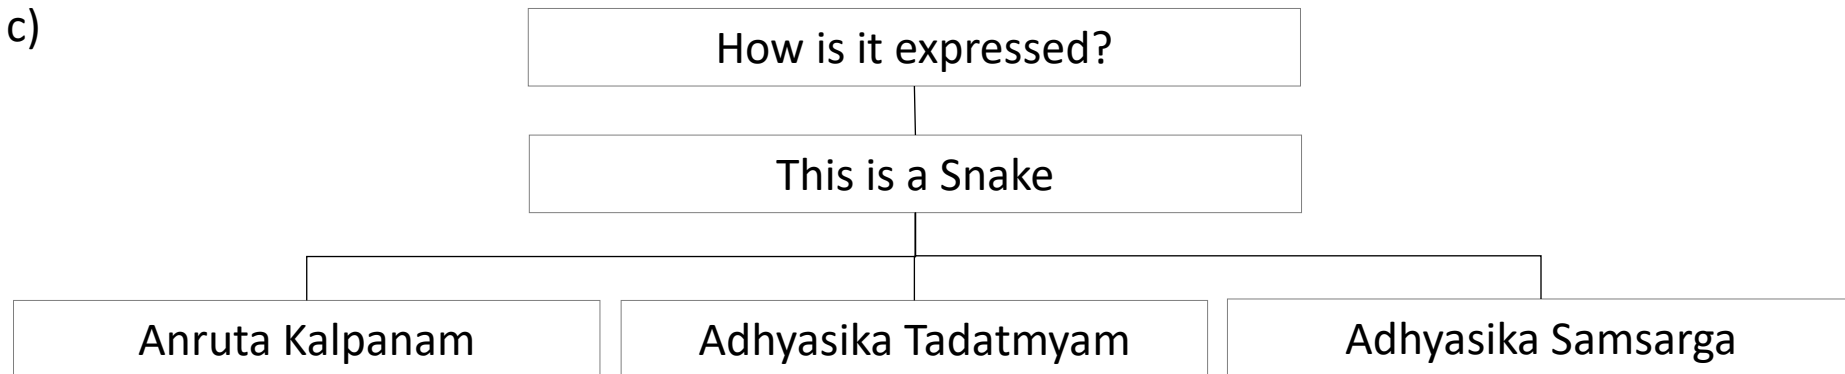 c)
How is it expressed?
This is a Snake
Anruta Kalpanam
Adhyasika Tadatmyam
Adhyasika Samsarga